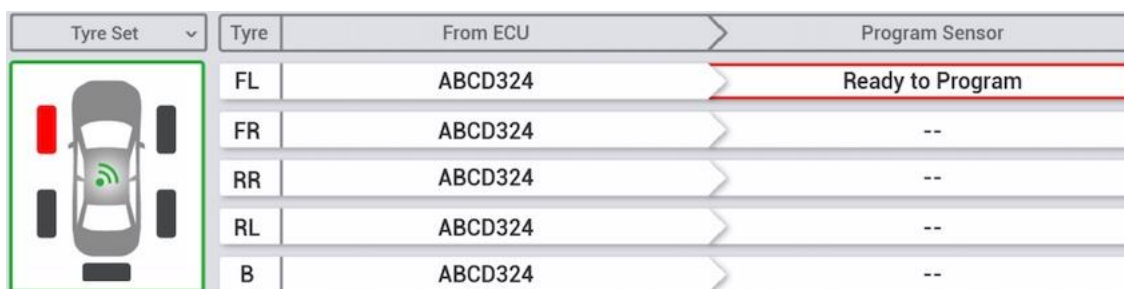 Tyre Set Tyre From ECU Program Sensor
FL ABCD324 Ready to Program
FR ABCD324 --
RR ABCD324 --
RL ABCD324 --
B ABCD324 --